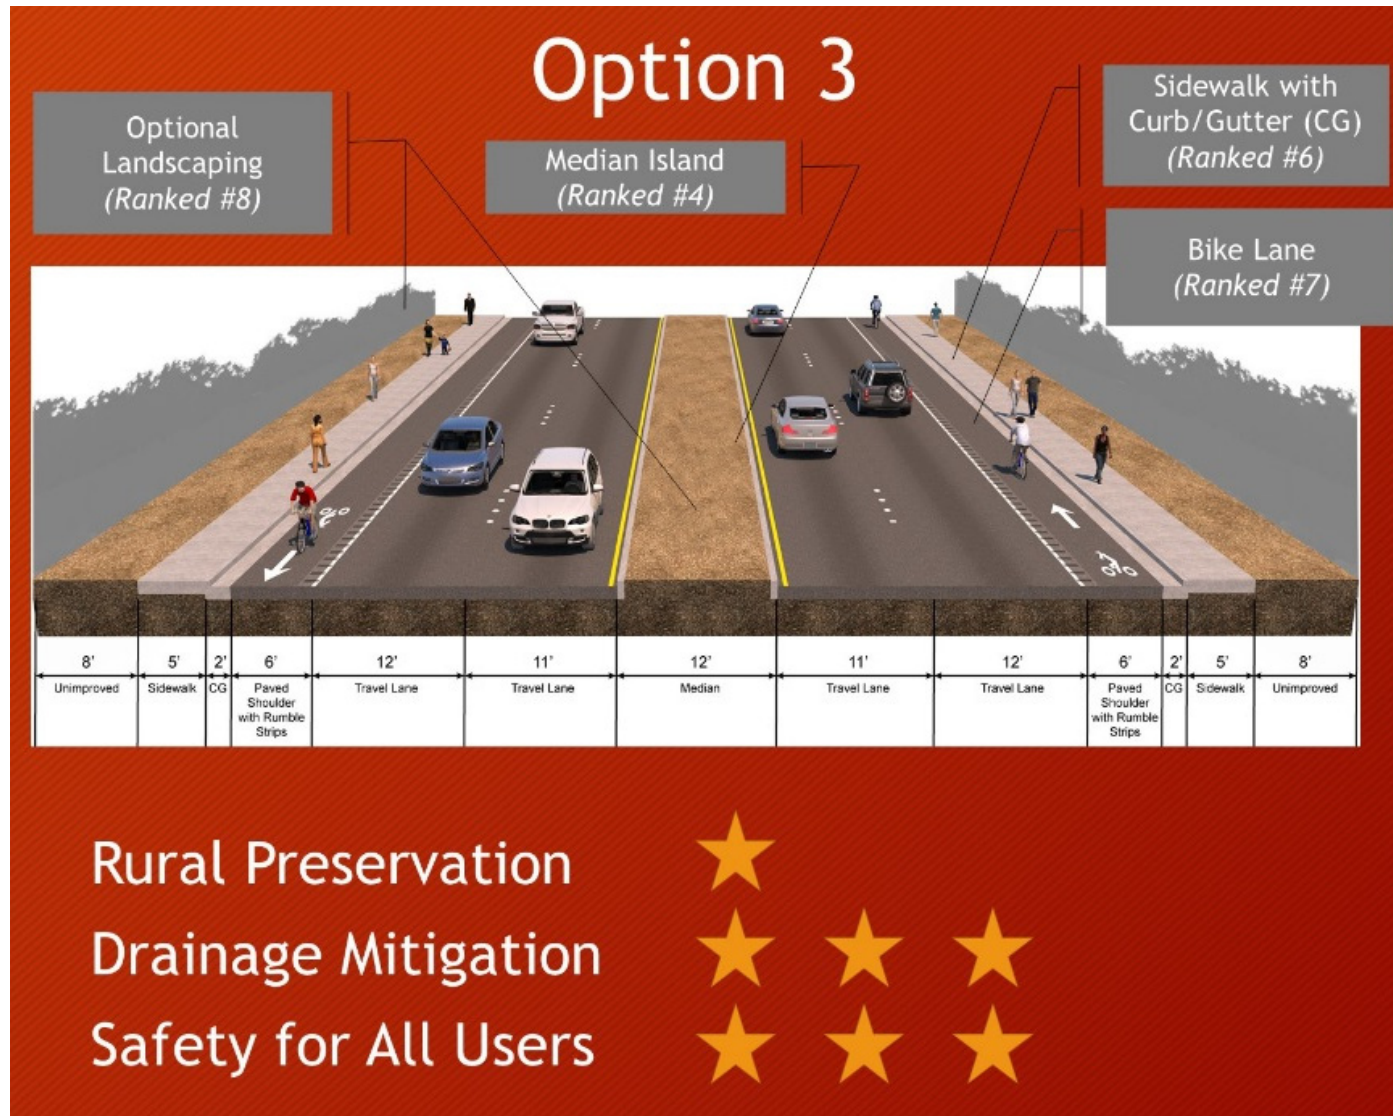 Option 3
Optional
Landscaping
(Ranked #8)
Median Island
(Ranked #4)
Sidewalk with
Curb/Gutter (CG)
(Ranked #6)
Bike Lane
(Ranked #7)
8' 5' 2' 6' 12' 11' 12' 11' 12' 6' 2' 5' 8'
Unimproved Sidewalk CG Paved Travel Lane Travel Lane Median Travel Lane Travel Lane Paved CG Sidewalk Unimproved
Shoulder Shoulder
with Rumble with Rumble
Strips Strips
Rural Preservation
Drainage Mitigation
Safety for All Users